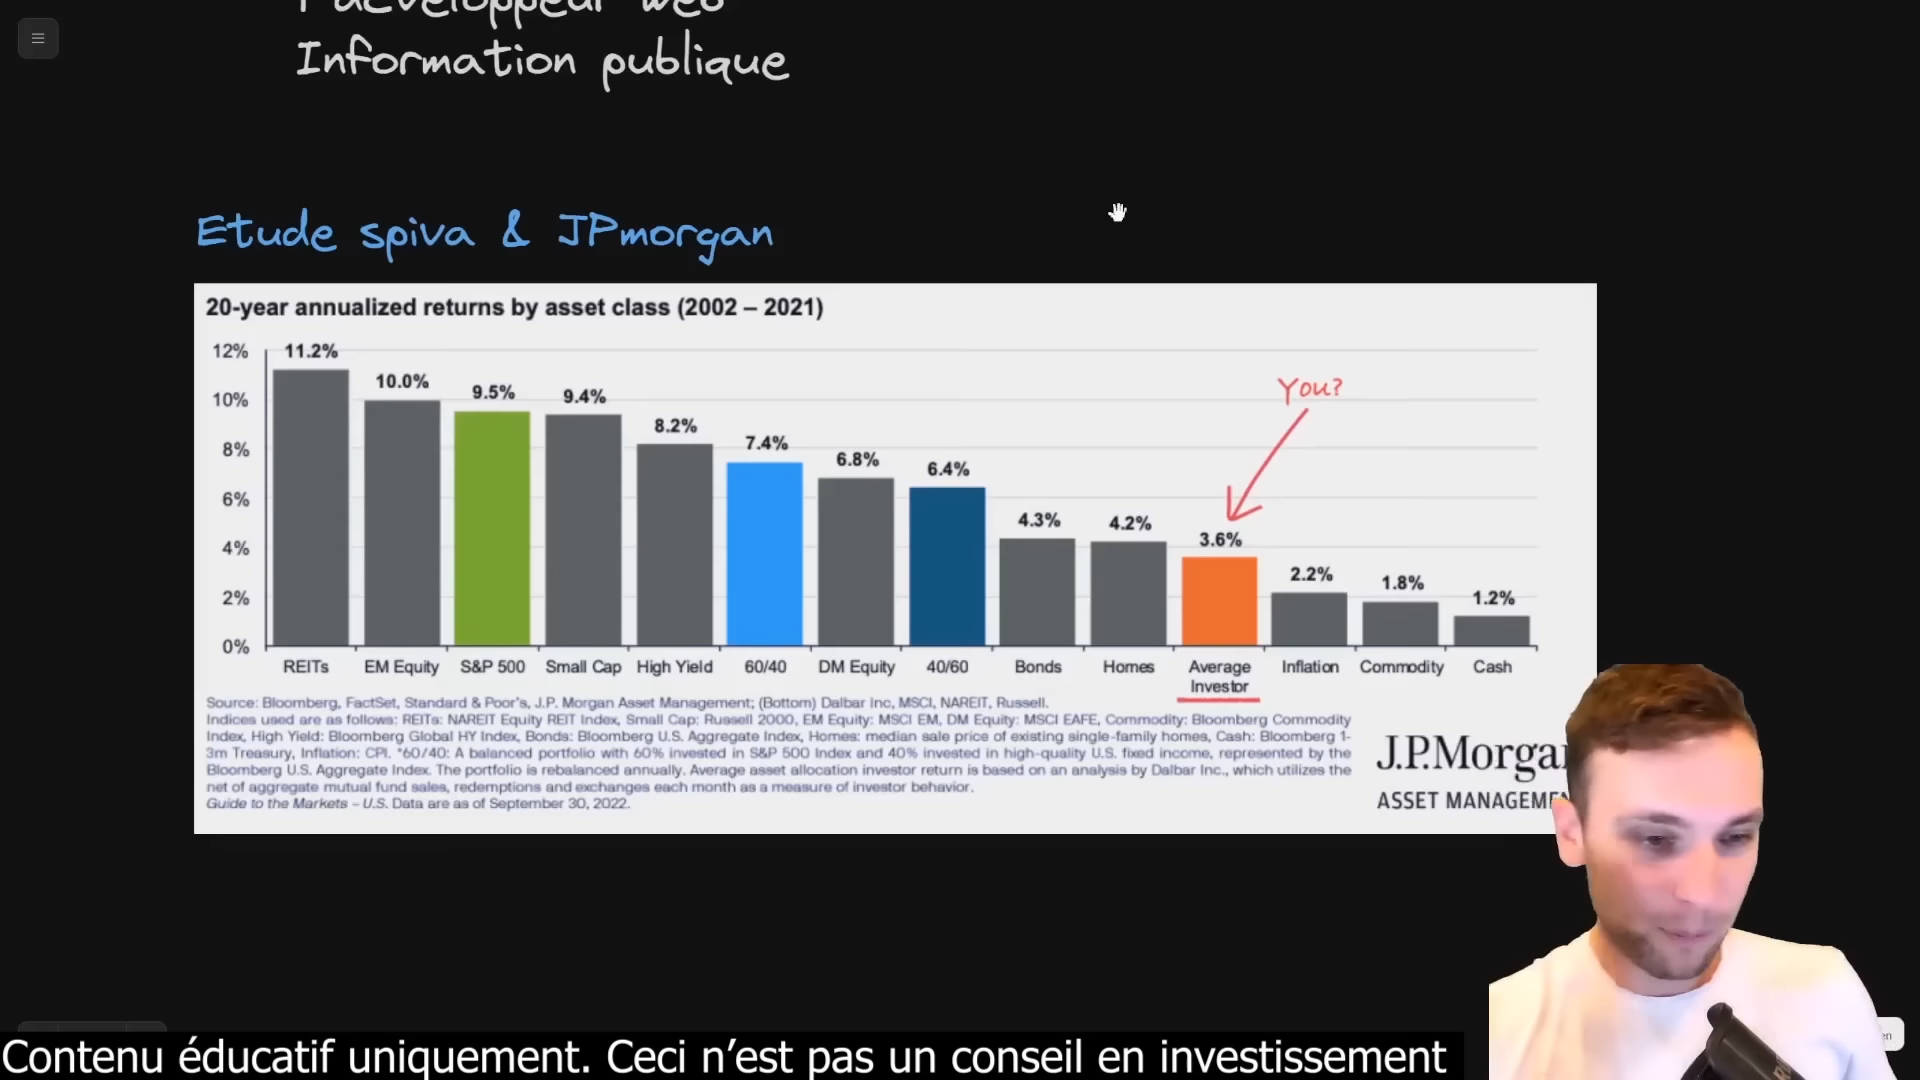 Information publique
Etude spiva & JPmorgan
20-year annualized returns by asset class (2002 – 2021)
12%
10%
8%
6%
4%
2%
0%
11.2%
10.0%
9.5%
9.4%
8.2%
7.4%
6.8%
6.4%
4.3%
4.2%
3.6%
2.2%
1.8%
1.2%
You?
REITs
EM Equity
S&P 500
Small Cap
High Yield
60/40
DM Equity
40/60
Bonds
Homes
Average
Investor
Inflation
Commodity
Cash
Source: Bloomberg, FactSet, Standard & Poor's, J.P. Morgan Asset Management; (Bottom) Dalbar Inc, MSCI, NAREIT, Russell.
Indices used are as follows: REITs: NAREIT Equity REIT Index, Small Cap: Russell 2000, EM Equity: MSCI EM, DM Equity: MSCI EAFE, Commodity: Bloomberg Commodity
Index, High Yield: Bloomberg Global HY Index, Bonds: Bloomberg U.S. Aggregate Index, Homes: median sale price of existing single-family homes, Cash: Bloomberg 1-
3m Treasury, Inflation: CPI. *60/40: A balanced portfolio with 60% invested in S&P 500 Index and 40% invested in high-quality U.S. fixed income, represented by the
Bloomberg U.S. Aggregate Index. The portfolio is rebalanced annually. Average asset allocation investor return is based on an analysis by Dalbar Inc., which utilizes the
net of aggregate mutual fund sales, redemptions and exchanges each month as a measure of investor behavior.
Guide to the Markets – U.S. Data are as of September 30, 2022.
J.P.Morga
ASSET MANAGEME
Contenu éducatif uniquement. Ceci n'est pas un conseil en investissement